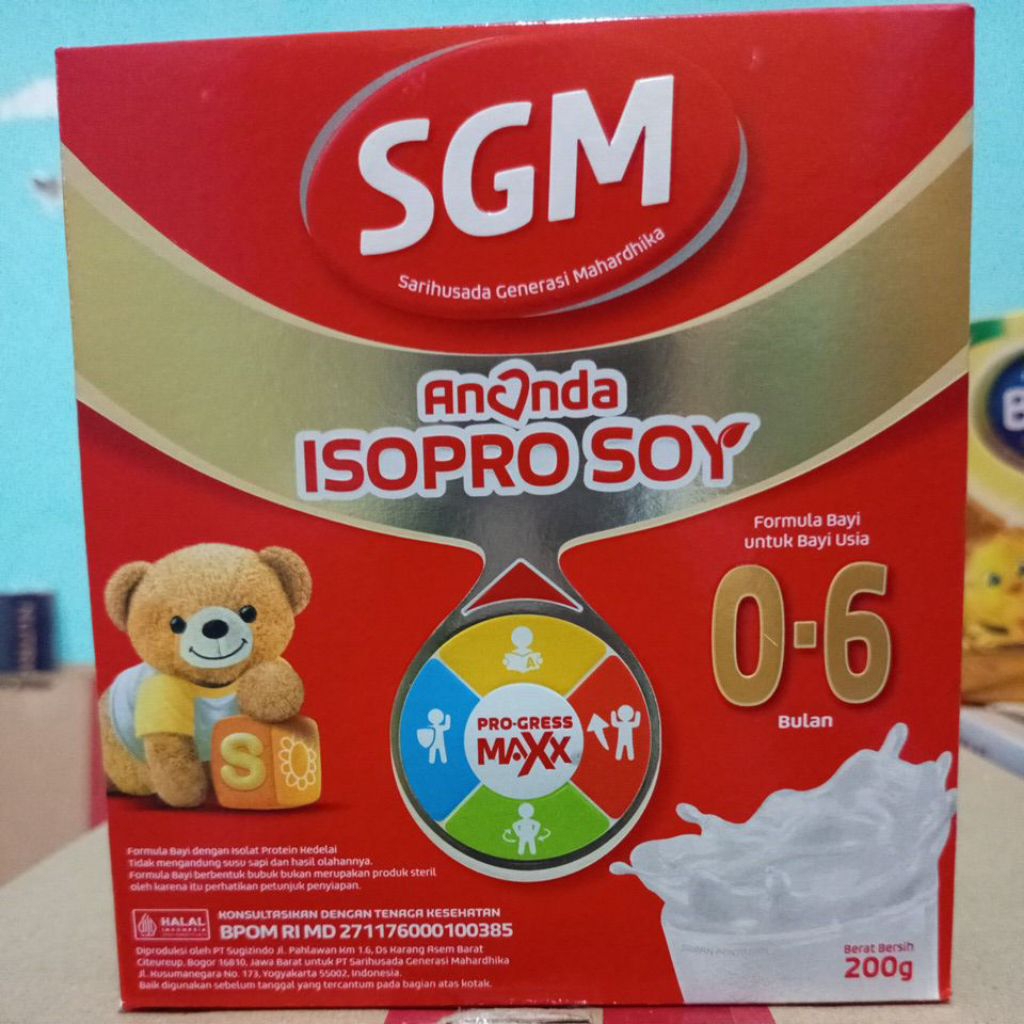 SGM
Sarihusada Generasi Mahardhika
Ananda
ISOPRO SOY
Formula Bayi
untuk Bayi Usia
0-6
Bulan
PRO-GRESS
MAXx
A
S
Formula Bayi dengan Isolat Protein Kedelai
Tidak mengandung susu sapi dan hasil olahannya.
Formula Bayi berbentuk bubuk bukan merupakan produk steril
oleh karena itu perhatikan petunjuk penyiapan.
HALAL
INDONESIA
KONSULTASIKAN DENGAN TENAGA KESEHATAN
BPOM RI MD 271176000100385
Diproduksi oleh PT Sugizindo Jl. Pahlawan Km 1.6, Ds Karang Asem Barat
Citeureup, Bogor 16810, Jawa Barat untuk PT Sarihusada Generasi Mahardhika
Jl. Kusumanegara No. 173, Yogyakarta 55002, Indonesia.
Baik digunakan sebelum tanggal yang tercantum pada bagian atas kotak.
Berat Bersih
200g